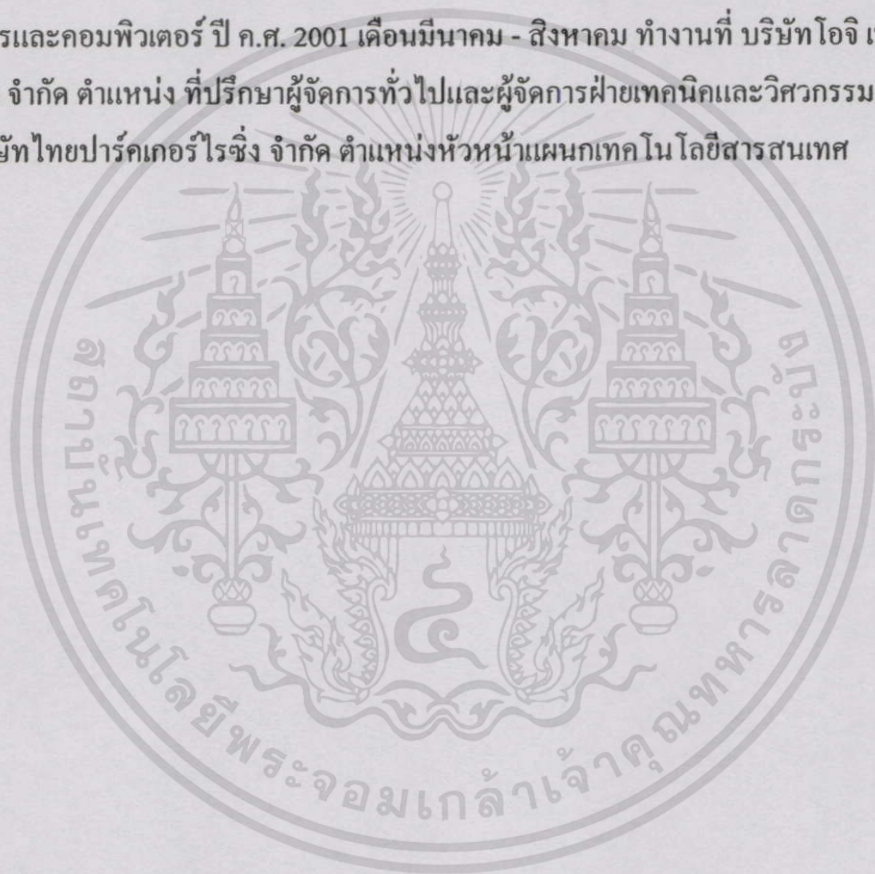 รและคอมพิวเตอร์ ปี ค.ศ. 2001 เดือนมีนาคม - สิงหาคม ทำงานที่ บริษัทโอจิ เ
จำกัด ตำแหน่ง ที่ปรึกษาผู้จัดการทั่วไปและผู้จัดการฝ่ายเทคนิคและวิศวกรรม
ษัทไทยปาร์คเกอร์ไรซิ่ง จำกัด ตำแหน่งหัวหน้าแผนกเทคโนโลยีสารสนเทศ
สถาบันเทคโนโลยีพระจอมเกล้าเจ้าคุณทหารลาดกระบัง